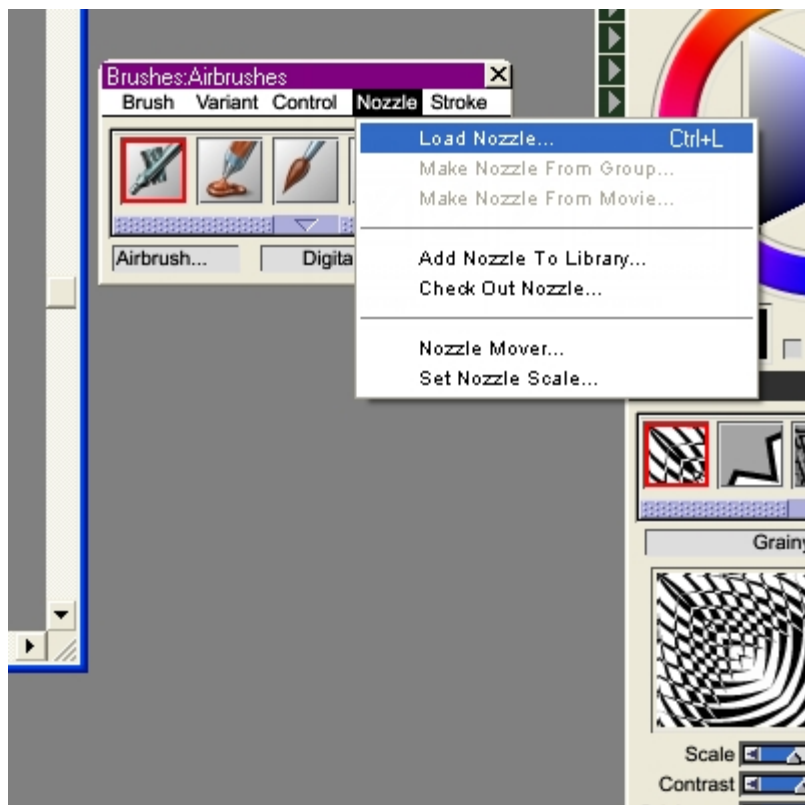 Brushes:Airbrushes
Brush Variant Control Nozzle Stroke
Load Nozzle... Ctrl+L
Make Nozzle From Group...
Make Nozzle From Movie...
Airbrush... Digita
Add Nozzle To Library...
Check Out Nozzle...
Nozzle Mover...
Set Nozzle Scale...
Grainy
Scale
Contrast